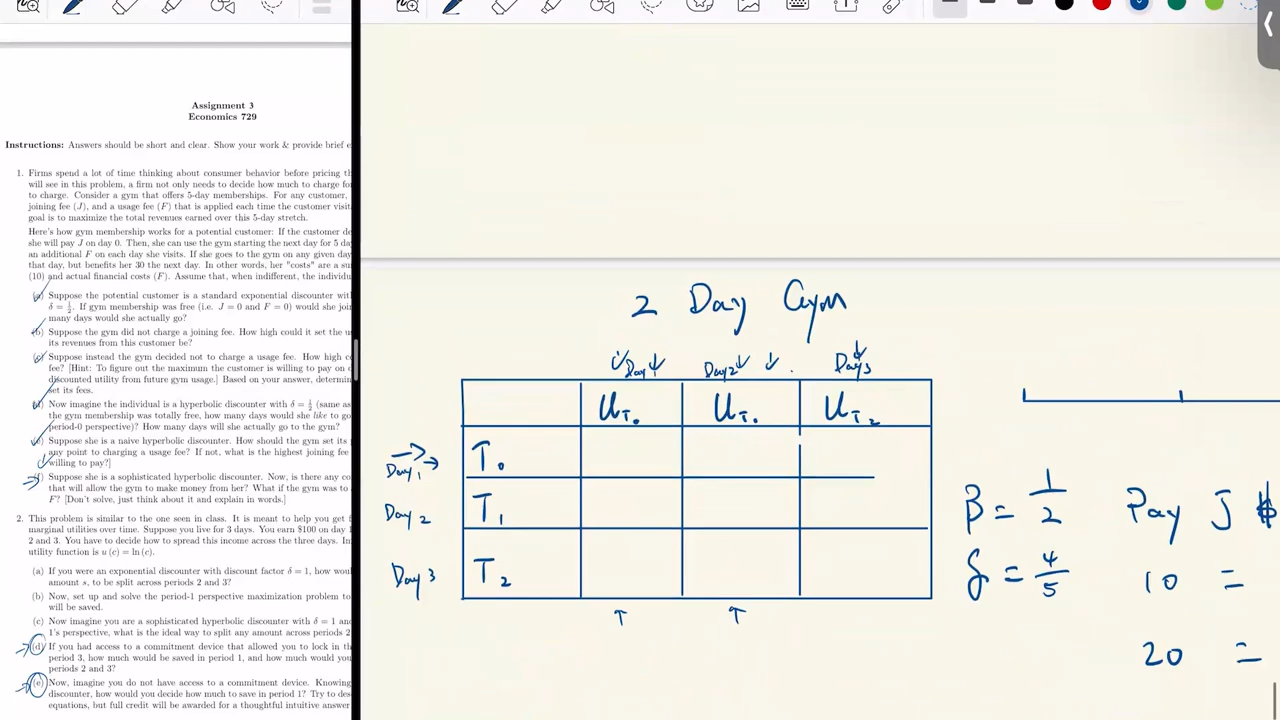 Assignment 3
Economics 729
Instructions: Answers should be short and clear. Show your work & provide brief e
1. Firms spend a lot of time thinking about consumer behavior before pricing th
will see in this problem, a firm not only needs to decide how much to charge for
to charge. Consider a gym that offers 5-day memberships. For any customer,
joining fee (J), and a usage fee (F) that is applied each time the customer visit
goal is to maximize the total revenues earned over this 5-day stretch.
Here's how gym membership works for a potential customer: If the customer de
she will pay J on day 0. Then, she can use the gym starting the next day for 5 da
an additional F on each day she visits. If she goes to the gym on any given day
that day, but benefits her 30 the next day. In other words, her "costs" are a su
(10) and actual financial costs (F). Assume that, when indifferent, the individu
(a) Suppose the potential customer is a standard exponential discounter wit
δ = 1/2. If gym membership was free (i.e. J = 0 and F = 0) would she joi
many days would she actually go?
(b) Suppose the gym did not charge a joining fee. How high could it set the u
its revenues from this customer be?
(c) Suppose instead the gym decided not to charge a usage fee. How high co
fee? [Hint: To figure out the maximum the customer is willing to pay on d
discounted utility from future gym usage.] Based on your answer, determin
set its fees.
(d) Now imagine the individual is a hyperbolic discounter with δ = 1/2 (same as
the gym membership was totally free, how many days would she like to go
period-0 perspective)? How many days will she actually go to the gym?
(e) Suppose she is a naive hyperbolic discounter. How should the gym set its
any point to charging a usage fee? If not, what is the highest joining fee
willing to pay?]
(f) Suppose she is a sophisticated hyperbolic discounter. Now, is there any co
that will allow the gym to make money from her? What if the gym was to
F? [Don't solve, just think about it and explain in words.]
2. This problem is similar to the one seen in class. It is meant to help you get f
marginal utilities over time. Suppose you live for 3 days. You earn $100 on day 1
2 and 3. You have to decide how to spread this income across the three days. In
utility function is u (c) = ln(c).
(a) If you were an exponential discounter with discount factor δ = 1, how wou
amount s, to be split across periods 2 and 3?
(b) Now, set up and solve the period-1 perspective maximization problem to
will be saved.
(c) Now imagine you are a sophisticated hyperbolic discounter with δ = 1 and
1's perspective, what is the ideal way to split any amount across periods 2
(d) If you had access to a commitment device that allowed you to lock in th
period 3, how much would be saved in period 1, and how much would you
periods 2 and 3?
(e) Now, imagine you do not have access to a commitment device. Knowing
discounter, how would you decide how much to save in period 1? Try to des
equations, but full credit will be awarded for a thoughtful intuitive answer
2 Day Gym
Day 1 Day 2 Day 3
U_T0 U_T0 U_T2
Day 1 T0
Day 2 T1
Day 3 T2
β = 1/2 Pay J $
δ = 4/5 10 =
20 =